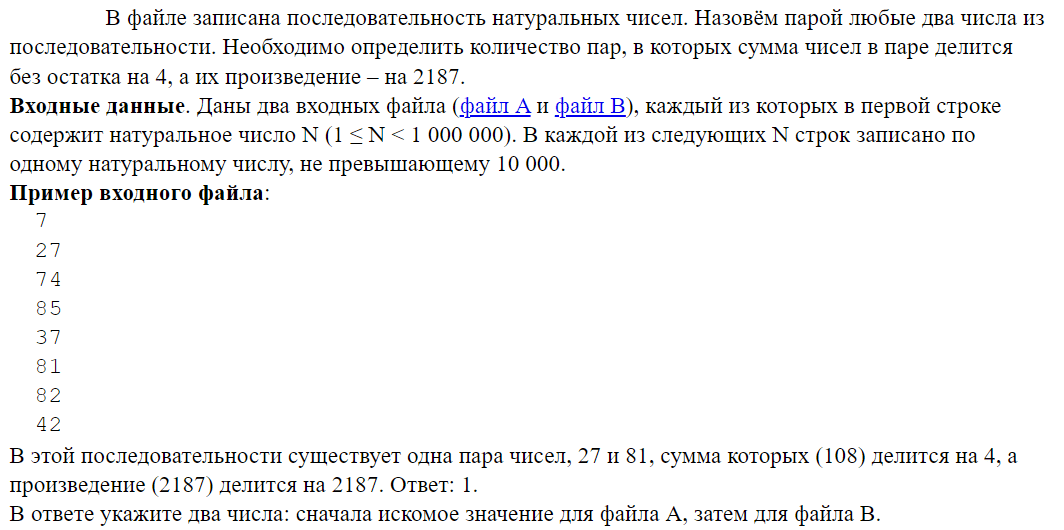 В файле записана последовательность натуральных чисел. Назовём парой любые два числа из
последовательности. Необходимо определить количество пар, в которых сумма чисел в паре делится
без остатка на 4, а их произведение – на 2187.
Входные данные. Даны два входных файла (файл A и файл B), каждый из которых в первой строке
содержит натуральное число N (1 ≤ N < 1 000 000). В каждой из следующих N строк записано по
одному натуральному числу, не превышающему 10 000.
Пример входного файла:
7
27
74
85
37
81
82
42
В этой последовательности существует одна пара чисел, 27 и 81, сумма которых (108) делится на 4, а
произведение (2187) делится на 2187. Ответ: 1.
В ответе укажите два числа: сначала искомое значение для файла A, затем для файла B.